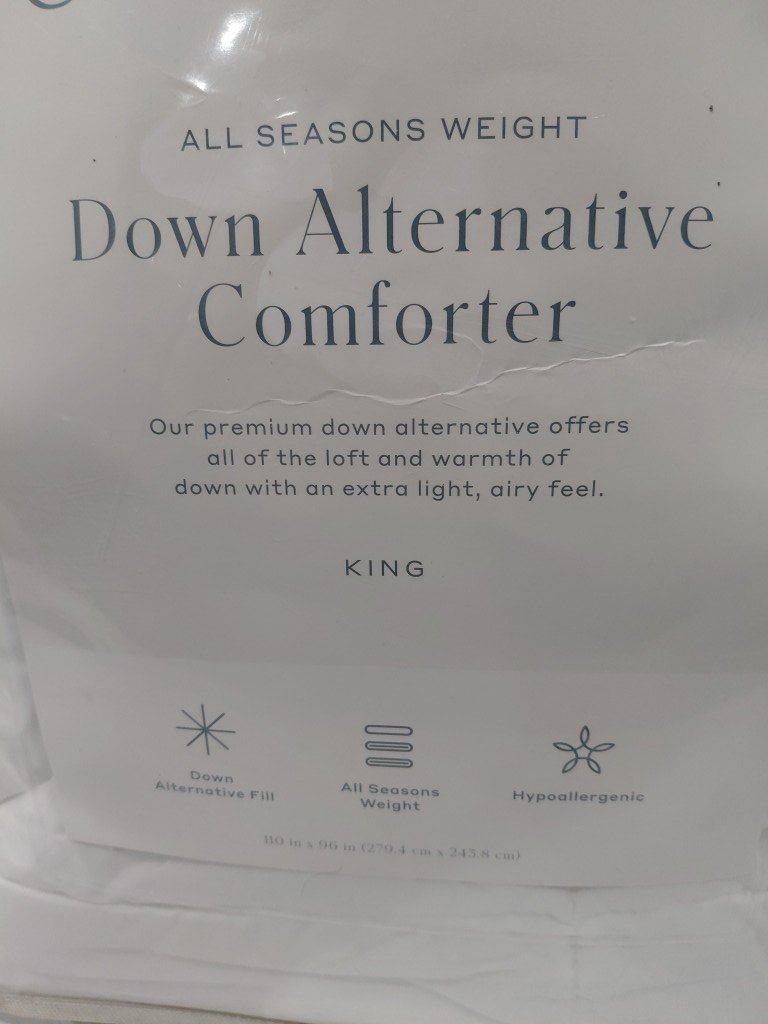 ALL SEASONS WEIGHT
Down Alternative
Comforter
Our premium down alternative offers
all of the loft and warmth of
down with an extra light, airy feel.
KING
Down
Alternative Fill
All Seasons
Weight
Hypoallergenic
110 in x 96 in (279.4 cm x 243.8 cm)